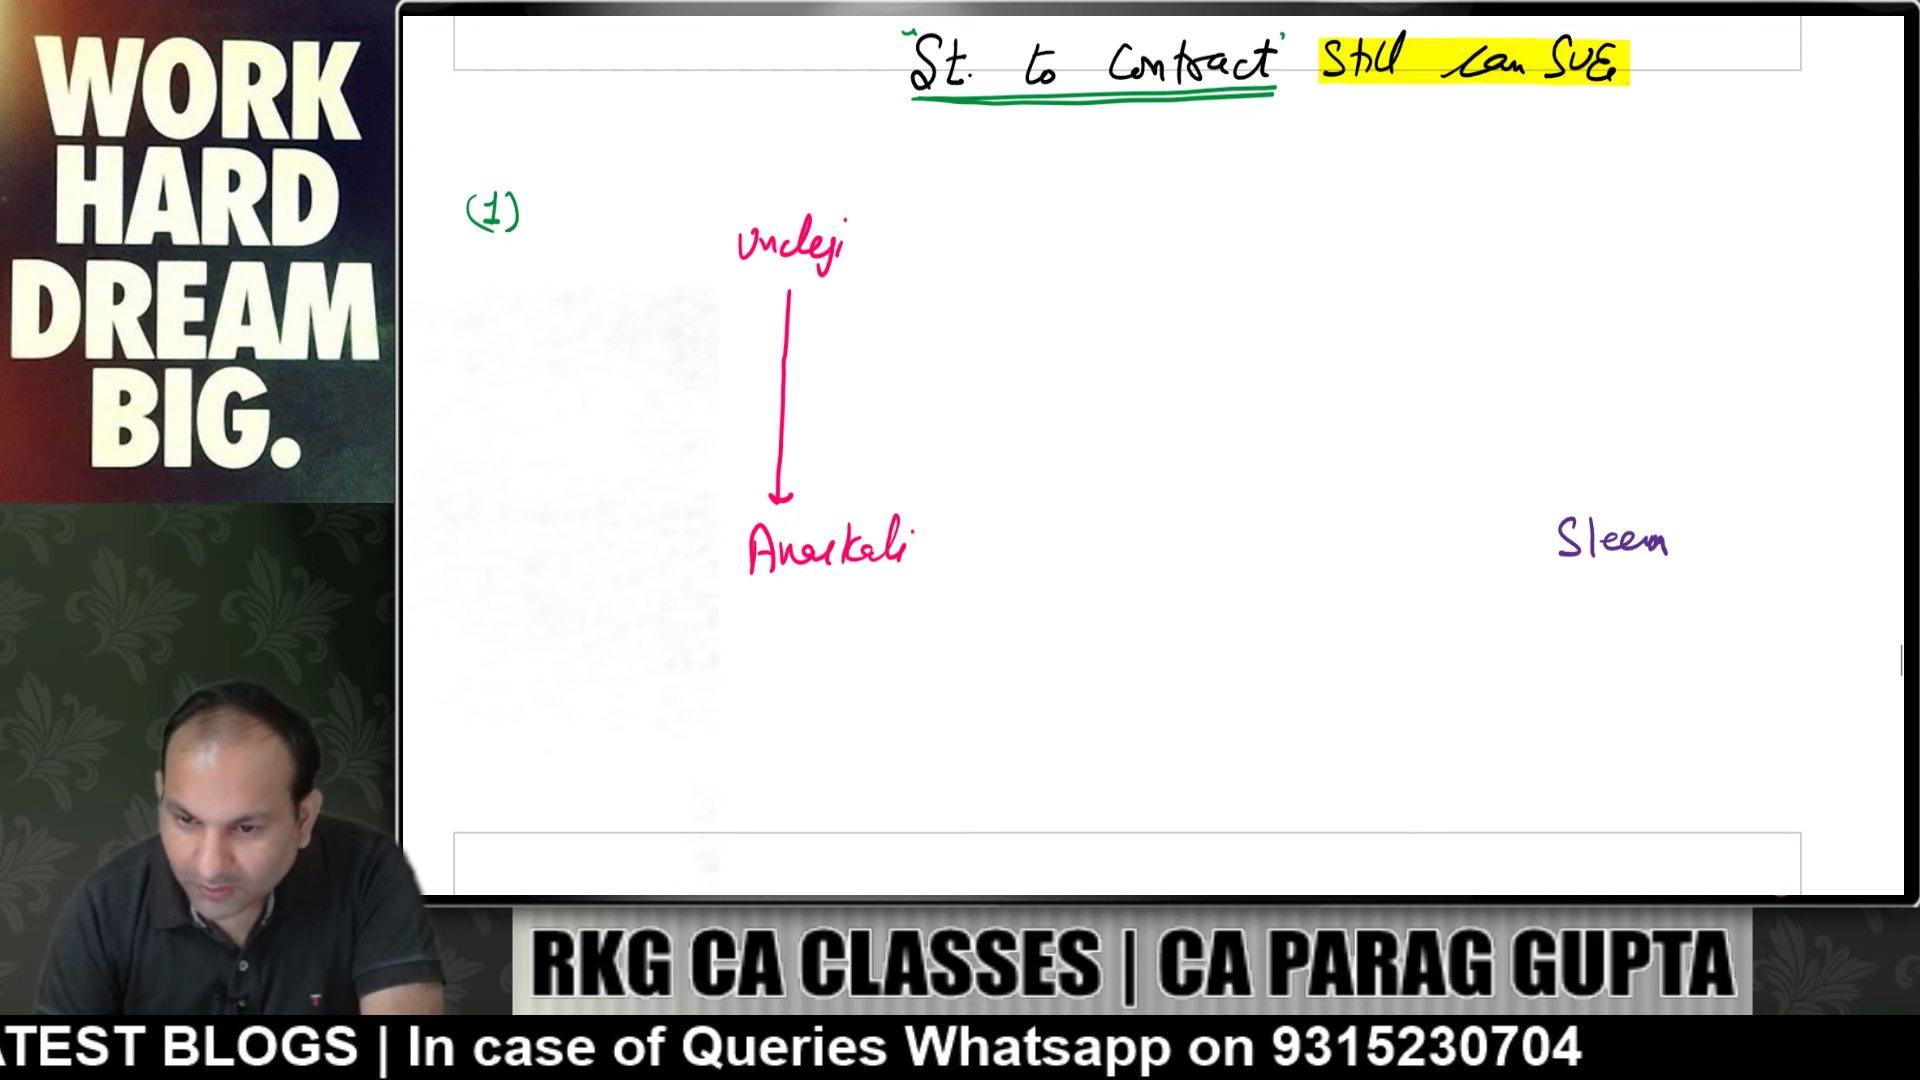 WORK
HARD
DREAM
BIG.
"St. to Contract" Still can SUE
(1)
Uncleji
Anarkali
Sleem
RKG CA CLASSES | CA PARAG GUPTA
ATEST BLOGS | In case of Queries Whatsapp on 9315230704